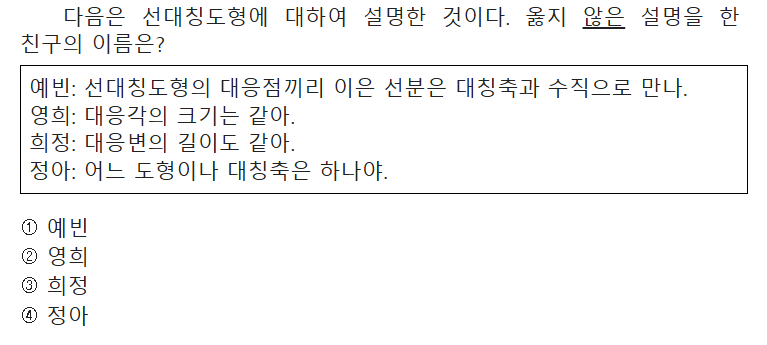 다음은 선대칭도형에 대하여 설명한 것이다. 옳지 않은 설명을 한
친구의 이름은?
예빈: 선대칭도형의 대응점끼리 이은 선분은 대칭축과 수직으로 만나.
영희: 대응각의 크기는 같아.
희정: 대응변의 길이도 같아.
정아: 어느 도형이나 대칭축은 하나야.
① 예빈
② 영희
③ 희정
④ 정아